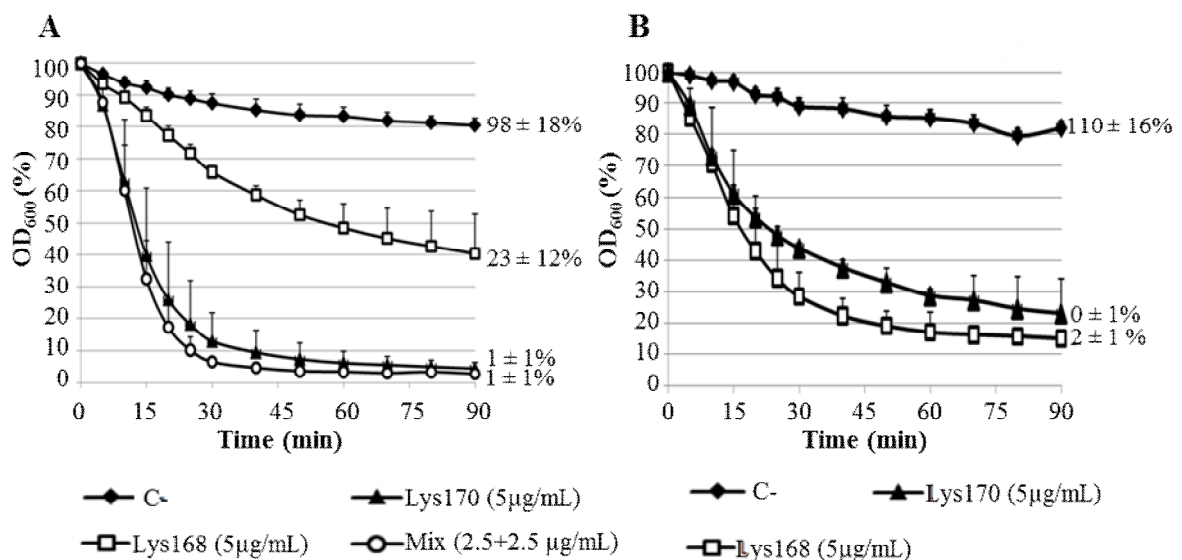 A
B
OD600 (%)
100
90
80
70
60
50
40
30
20
10
0
98 ± 18%
23 ± 12%
1 ± 1%
1 ± 1%
0 15 30 45 60 75 90
Time (min)
C-
Lys170 (5µg/mL)
Lys168 (5µg/mL)
Mix (2.5+2.5 µg/mL)
OD600 (%)
100
90
80
70
60
50
40
30
20
10
0
110 ± 16%
0 ± 1%
2 ± 1 %
0 15 30 45 60 75 90
Time (min)
C-
Lys170 (5µg/mL)
Lys168 (5µg/mL)